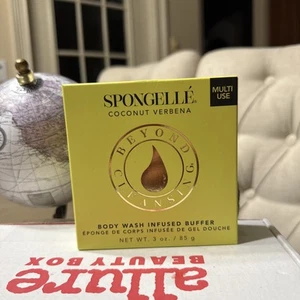 SPONGELLÉ
COCONUT VERBENA
MULTI
USE
BEYOND
CLEANSING
BODY WASH INFUSED BUFFER
ÉPONGE DE CORPS INFUSÉE DE GEL DOUCHE
NET WT. 3 oz. / 85 g
allure
BEAUTY BOX